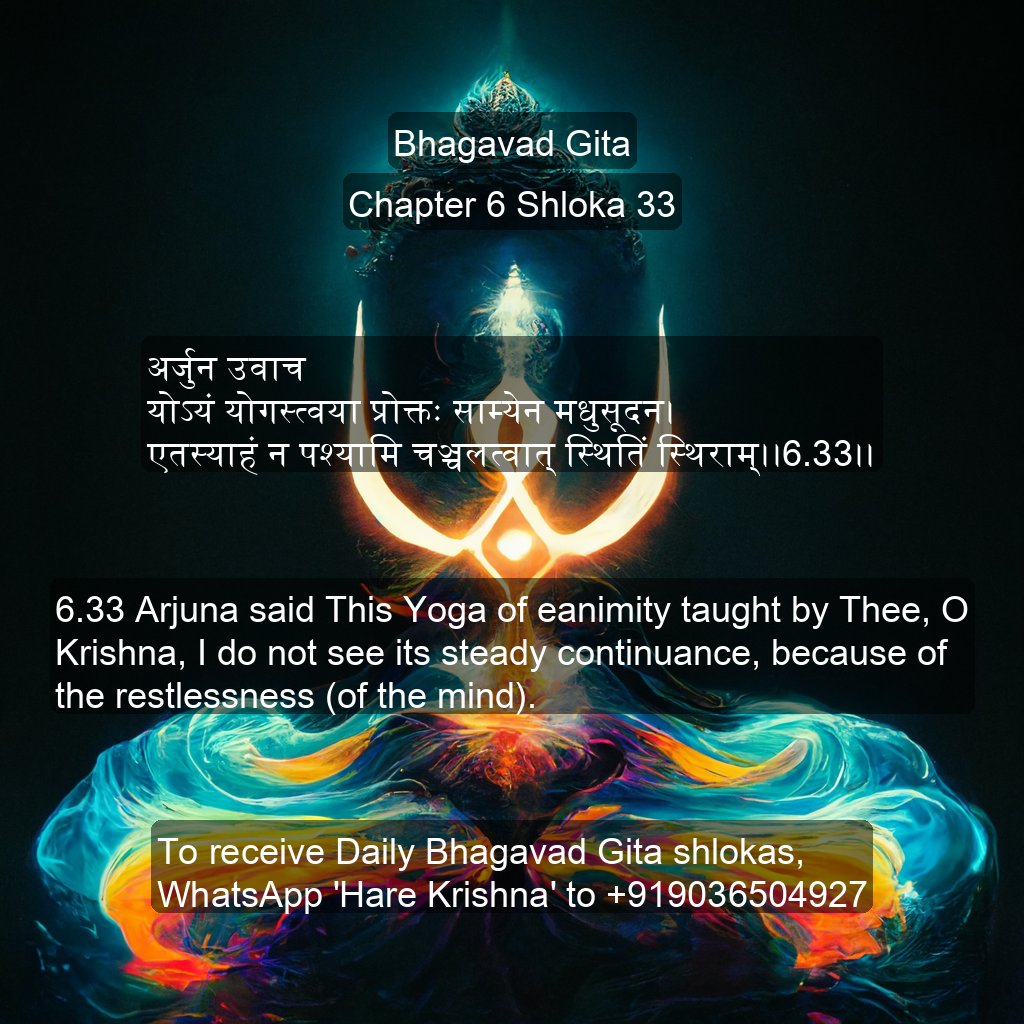 Bhagavad Gita
Chapter 6 Shloka 33
अर्जुन उवाच
योऽयं योगस्त्वया प्रोक्तः साम्येन मधुसूदन।
एतस्याहं न पश्यामि चञ्चलत्वात् स्थितिं स्थिराम्।।6.33।।
6.33 Arjuna said This Yoga of eanimity taught by Thee, O
Krishna, I do not see its steady continuance, because of
the restlessness (of the mind).
To receive Daily Bhagavad Gita shlokas,
WhatsApp 'Hare Krishna' to +919036504927